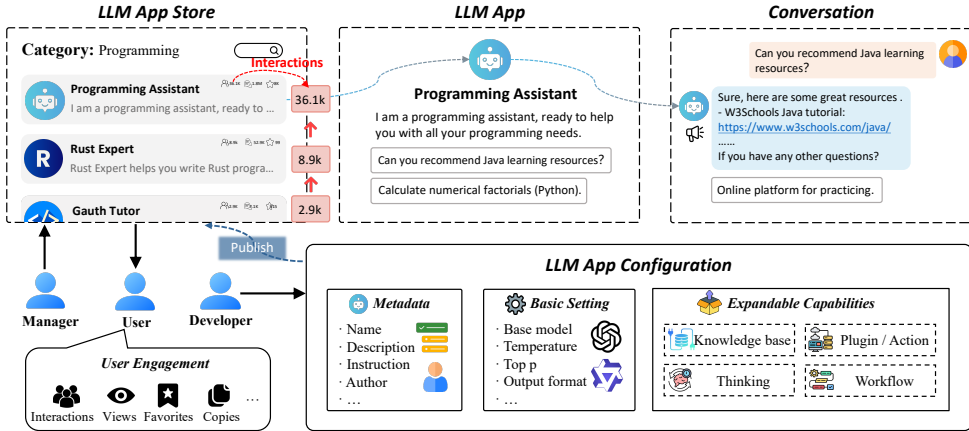 LLM App Store
LLM App
Conversation
Category: Programming
Interactions
Programming Assistant
I am a programming assistant, ready to ...
36.1k
R
Rust Expert
Rust Expert helps you write Rust progra...
8.9k
Gauth Tutor
2.9k
Programming Assistant
I am a programming assistant, ready to help
you with all your programming needs.
Can you recommend Java learning resources?
Calculate numerical factorials (Python).
Can you recommend Java learning
resources?
Sure, here are some great resources .
- W3Schools Java tutorial:
https://www.w3schools.com/java/
......
If you have any other questions?
Online platform for practicing.
Publish
Manager
User
Developer
User Engagement
Interactions
Views
Favorites
Copies
...
LLM App Configuration
Metadata
· Name
· Description
· Instruction
· Author
· ...
Basic Setting
· Base model
· Temperature
· Top p
· Output format
· ...
Expandable Capabilities
Knowledge base
Plugin / Action
Thinking
Workflow